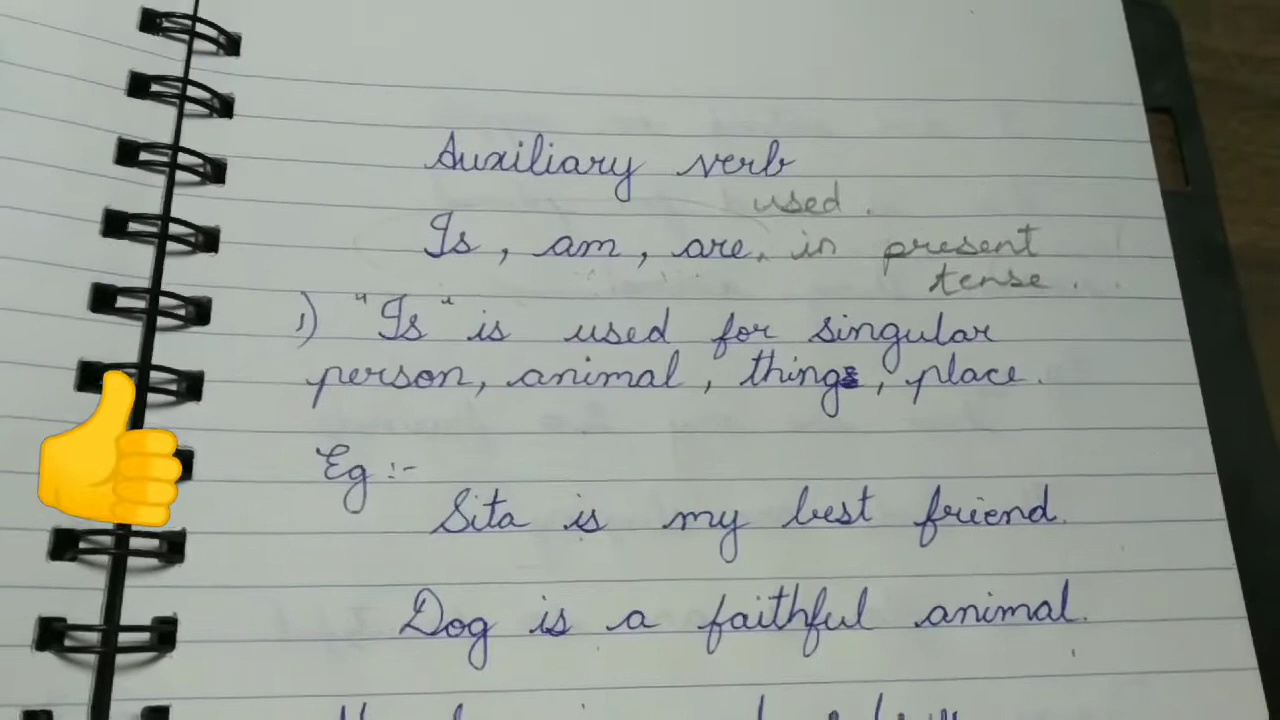 Auxiliary verb
used.
Is, am, are. in present
tense.
1) "Is" is used for singular
person, animal, things, place.
Eg :-
Sita is my best friend.
Dog is a faithful animal.